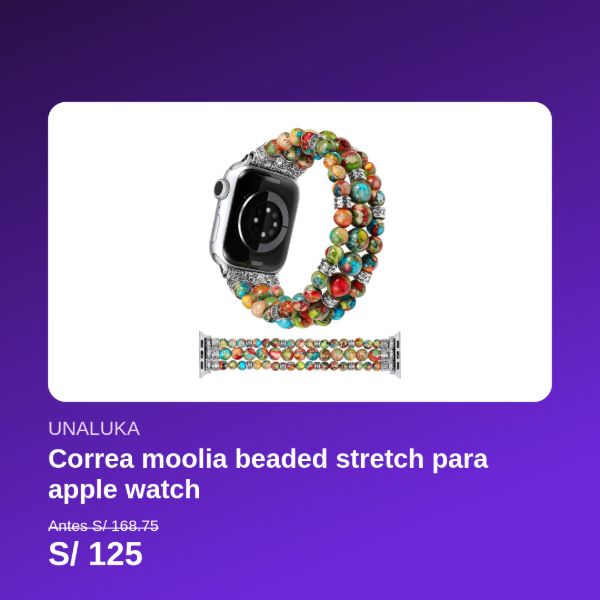 UNALUKA
Correa moolia beaded stretch para
apple watch
Antes S/ 168.75
S/ 125